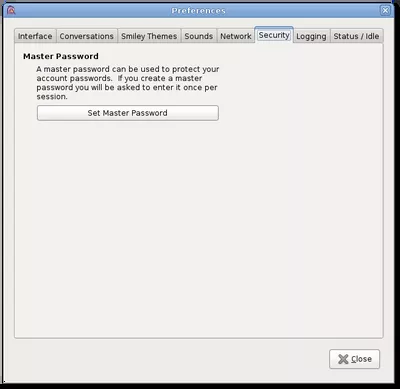 Preferences
Interface Conversations Smiley Themes Sounds Network Security Logging Status / Idle
Master Password
A master password can be used to protect your
account passwords.  If you create a master
password you will be asked to enter it once per
session.
Set Master Password
Close